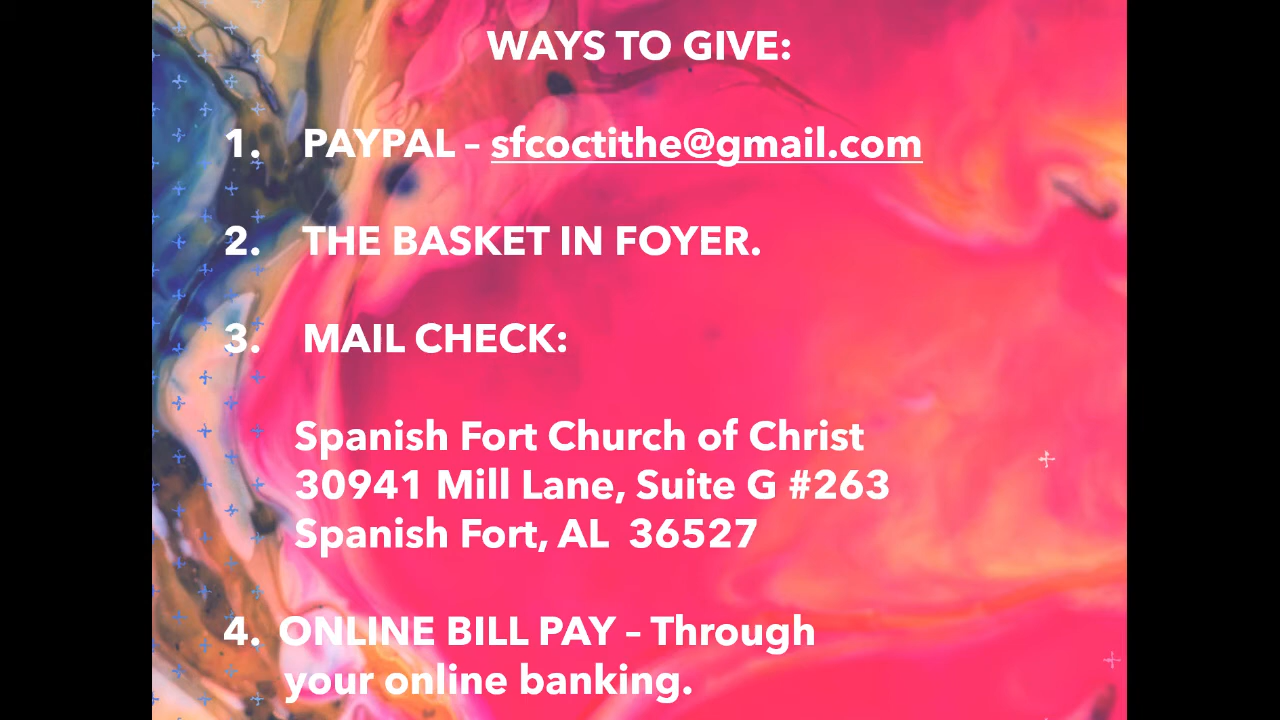 WAYS TO GIVE:
1. PAYPAL – sfcoctithe@gmail.com
2. THE BASKET IN FOYER.
3. MAIL CHECK:
Spanish Fort Church of Christ
30941 Mill Lane, Suite G #263
Spanish Fort, AL 36527
4. ONLINE BILL PAY – Through
your online banking.